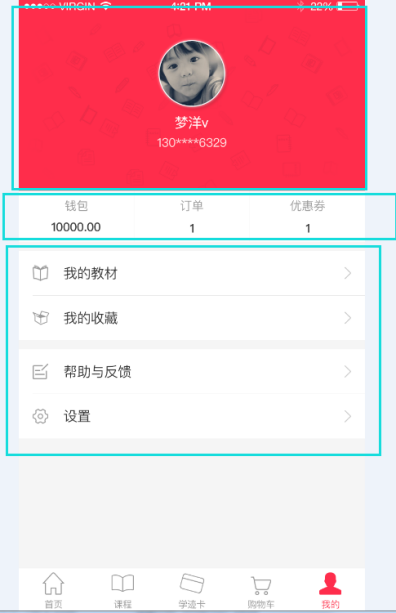 VIRGIN 4:21 PM 22%
梦洋v
130****6329
钱包 订单 优惠券
10000.00 1 1
我的教材
我的收藏
帮助与反馈
设置
首页 课程 学渣卡 购物车 我的